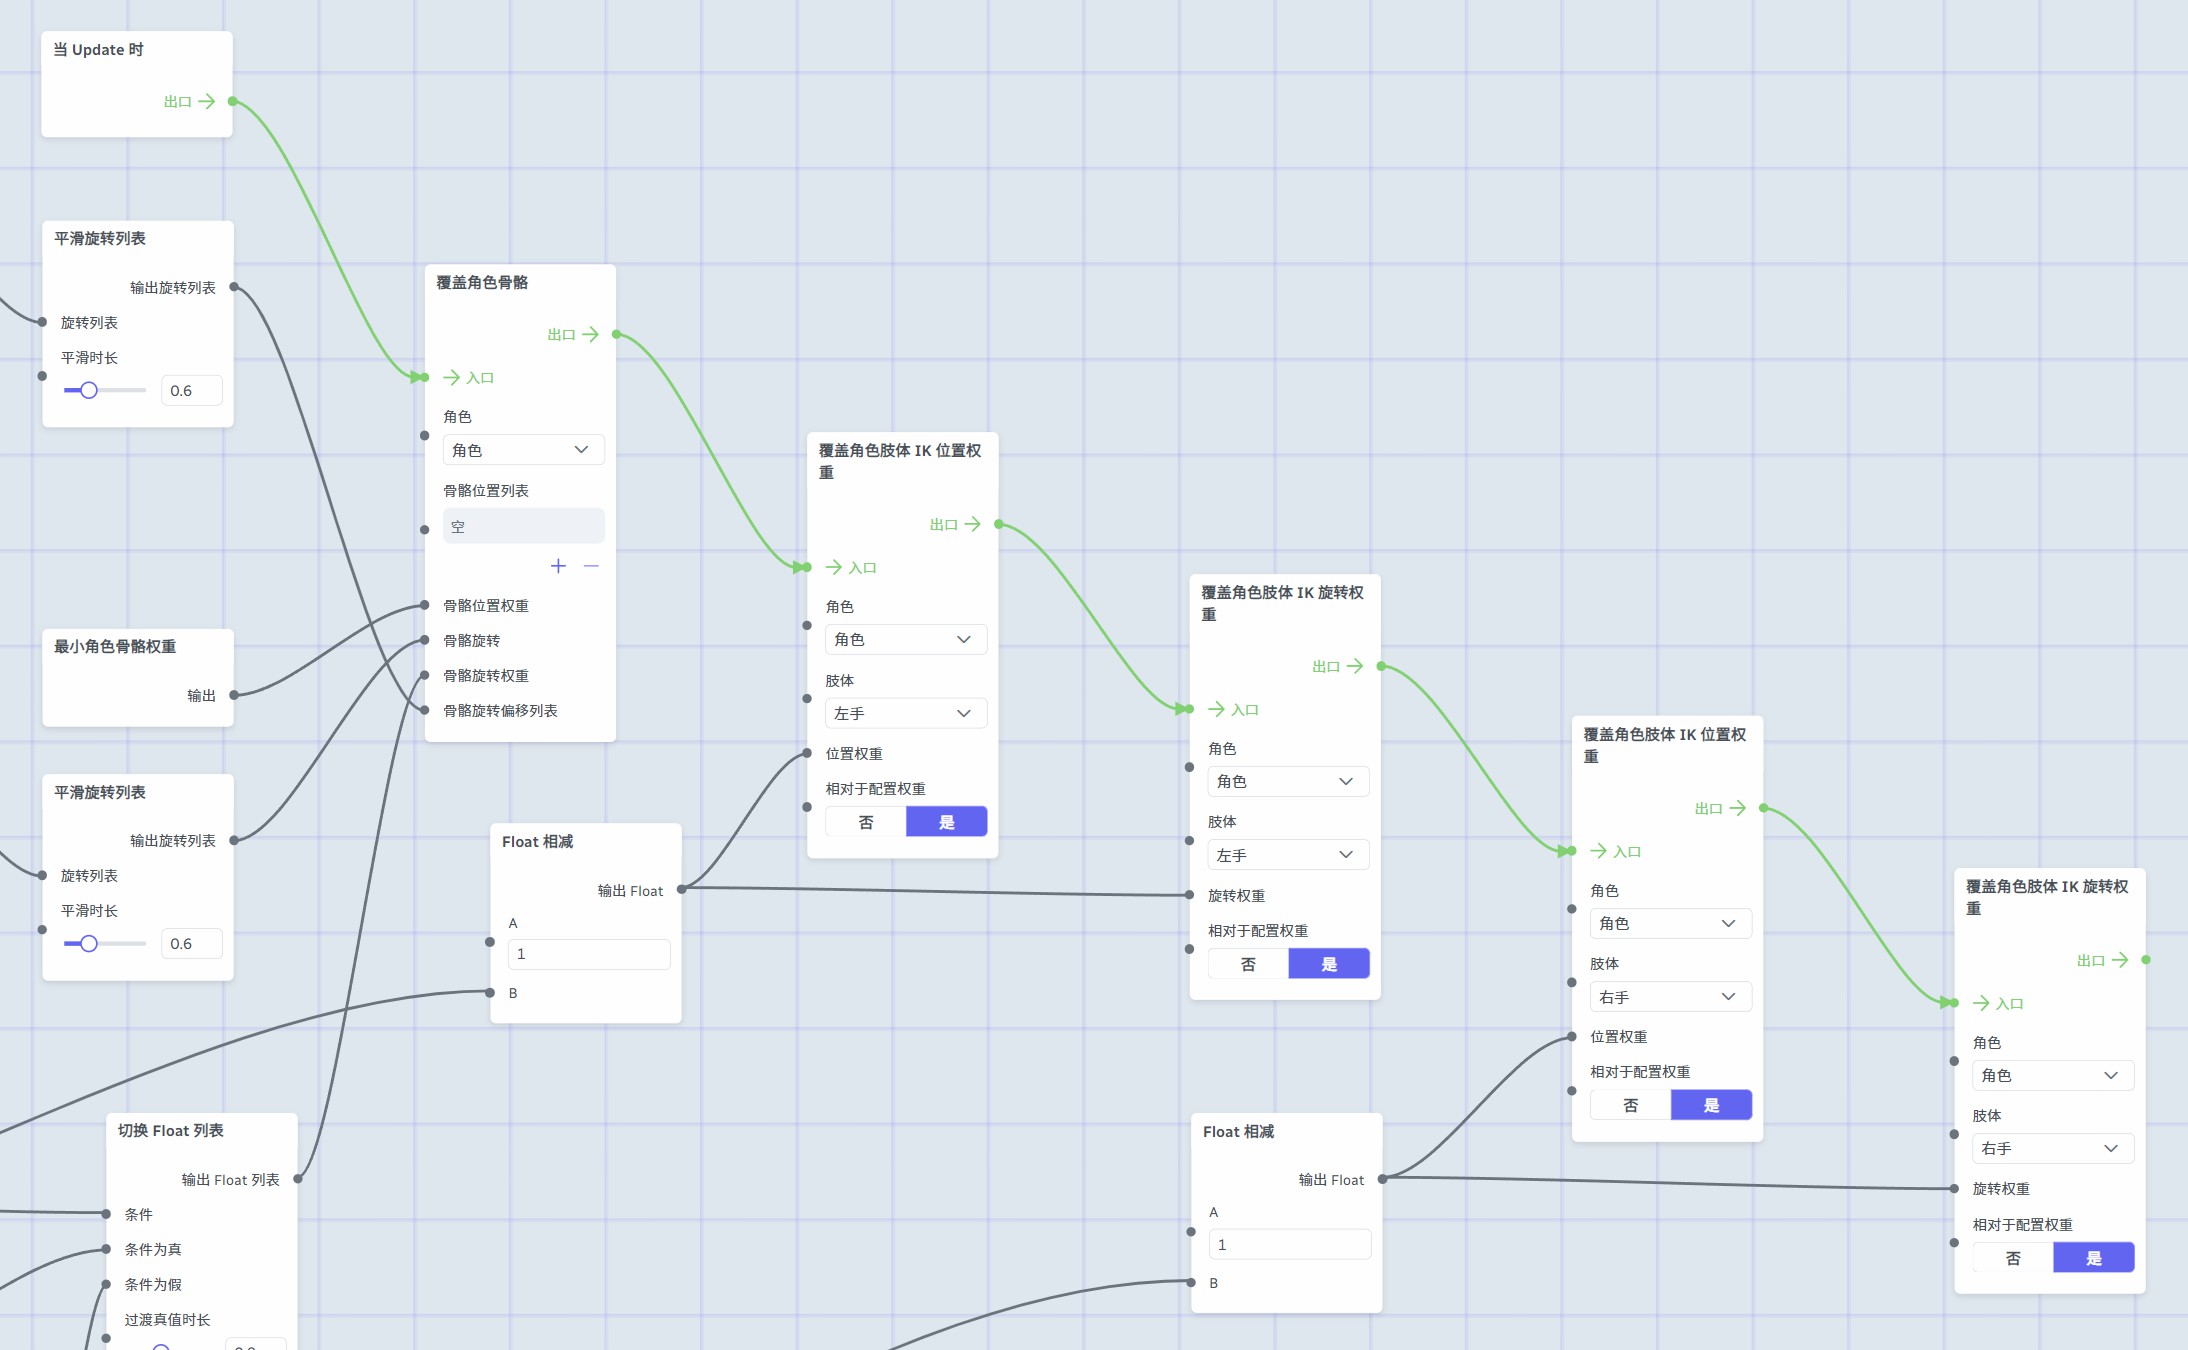 当 Update 时
出口
平滑旋转列表
输出旋转列表
旋转列表
平滑时长
0.6
最小角色骨骼权重
输出
平滑旋转列表
输出旋转列表
旋转列表
平滑时长
0.6
切换 Float 列表
输出 Float 列表
条件
条件为真
条件为假
过渡真值时长
覆盖角色骨骼
出口
入口
角色
角色
骨骼位置列表
空
骨骼位置权重
骨骼旋转
骨骼旋转权重
骨骼旋转偏移列表
Float 相减
输出 Float
A
1
B
覆盖角色肢体 IK 位置权
重
出口
入口
角色
角色
肢体
左手
位置权重
相对于配置权重
否 是
覆盖角色肢体 IK 旋转权
重
出口
入口
角色
角色
肢体
左手
旋转权重
相对于配置权重
否 是
Float 相减
输出 Float
A
1
B
覆盖角色肢体 IK 位置权
重
出口
入口
角色
角色
肢体
右手
位置权重
相对于配置权重
否 是
覆盖角色肢体 IK 旋转权
重
出口
入口
角色
角色
肢体
右手
旋转权重
相对于配置权重
否 是